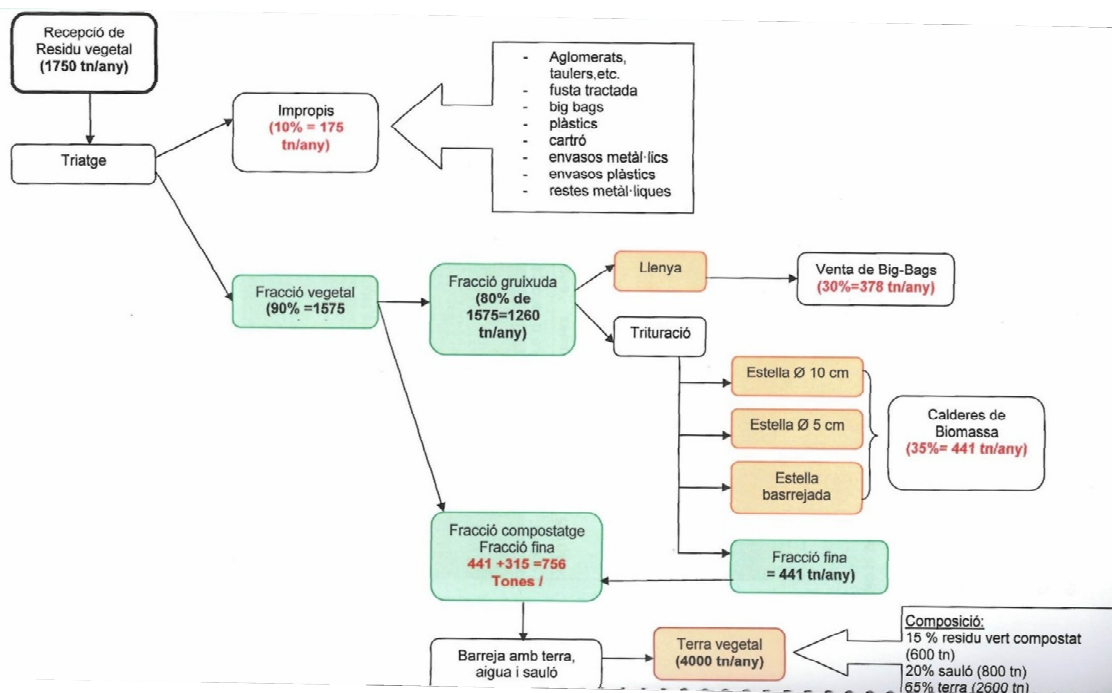 Recepció de
Residu vegetal
(1750 tn/any)
Triatge
Impropis
(10% = 175
tn/any)
- Aglomerats,
taulers,etc.
- fusta tractada
- big bags
- plàstics
- cartró
- envasos metàl·lics
- envasos plàstics
- restes metàl·liques
Fracció vegetal
(90% =1575
Fracció gruixuda
(80% de
1575=1260
tn/any)
Llenya
Venta de Big-Bags
(30%=378 tn/any)
Trituració
Estella Ø 10 cm
Estella Ø 5 cm
Estella
basrrejada
Calderes de
Biomassa
(35%= 441 tn/any)
Fracció compostatge
Fracció fina
441 +315 =756
Tones /
Fracció fina
= 441 tn/any)
Barreja amb terra,
aigua i sauló
Terra vegetal
(4000 tn/any)
Composició:
15 % residu vert compostat
(600 tn)
20% sauló (800 tn)
65% terra (2600 tn)